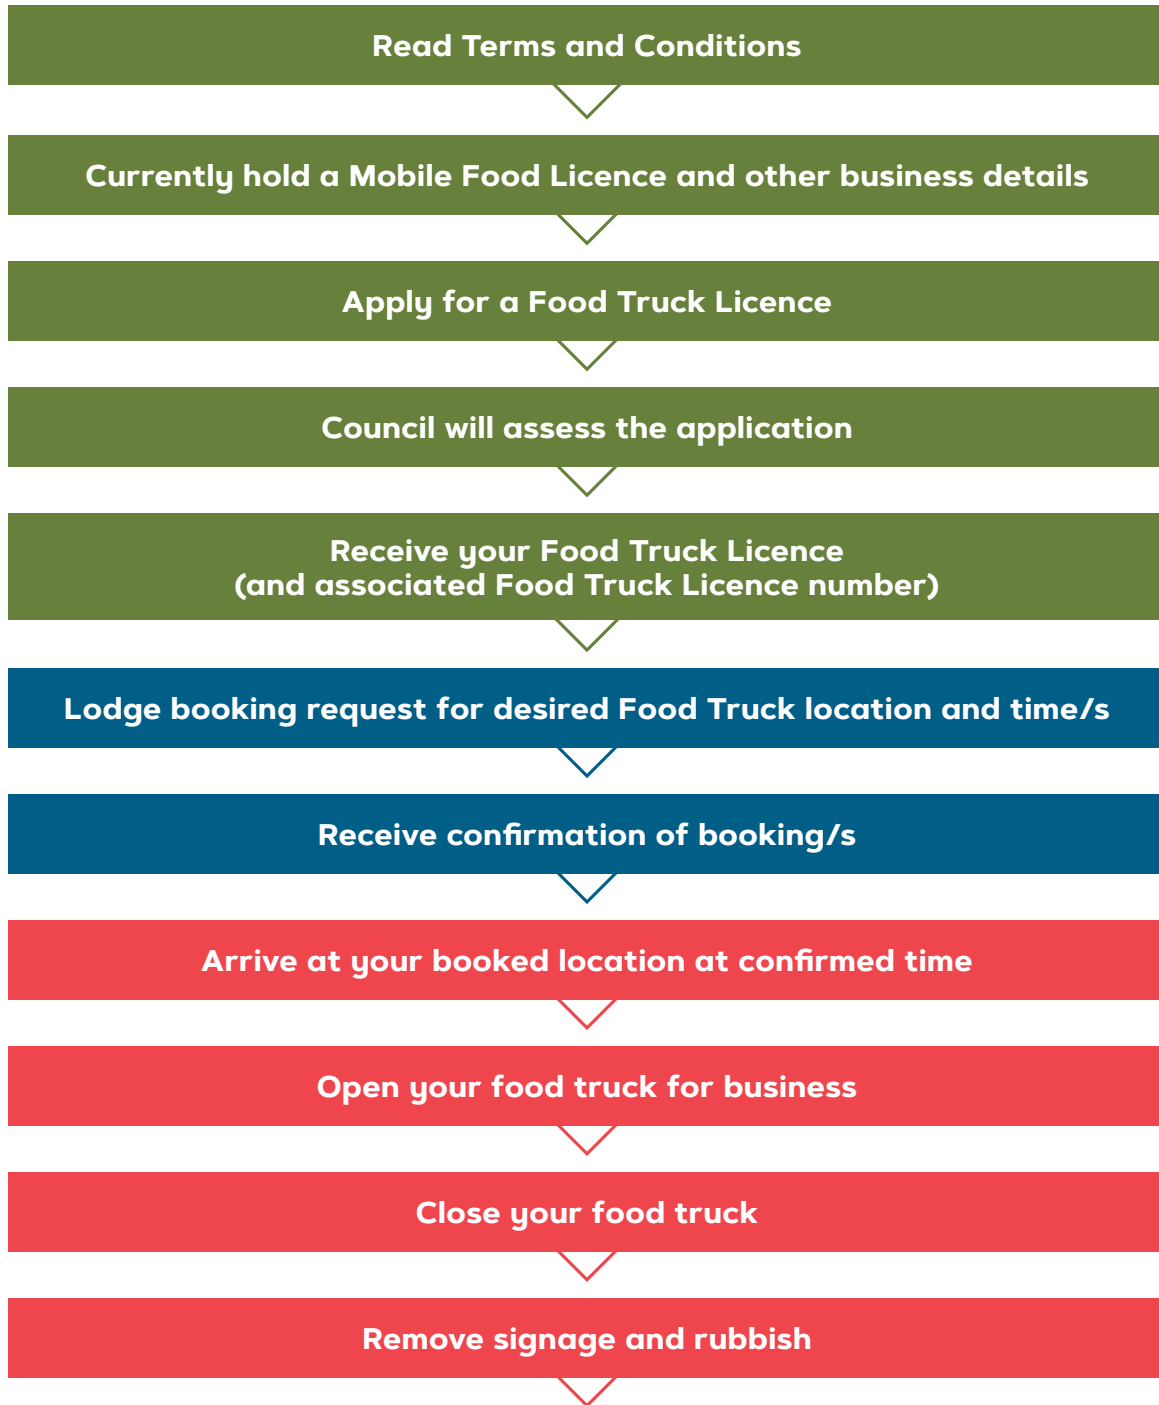 Read Terms and Conditions
Currently hold a Mobile Food Licence and other business details
Apply for a Food Truck Licence
Council will assess the application
Receive your Food Truck Licence
(and associated Food Truck Licence number)
Lodge booking request for desired Food Truck location and time/s
Receive confirmation of booking/s
Arrive at your booked location at confirmed time
Open your food truck for business
Close your food truck
Remove signage and rubbish